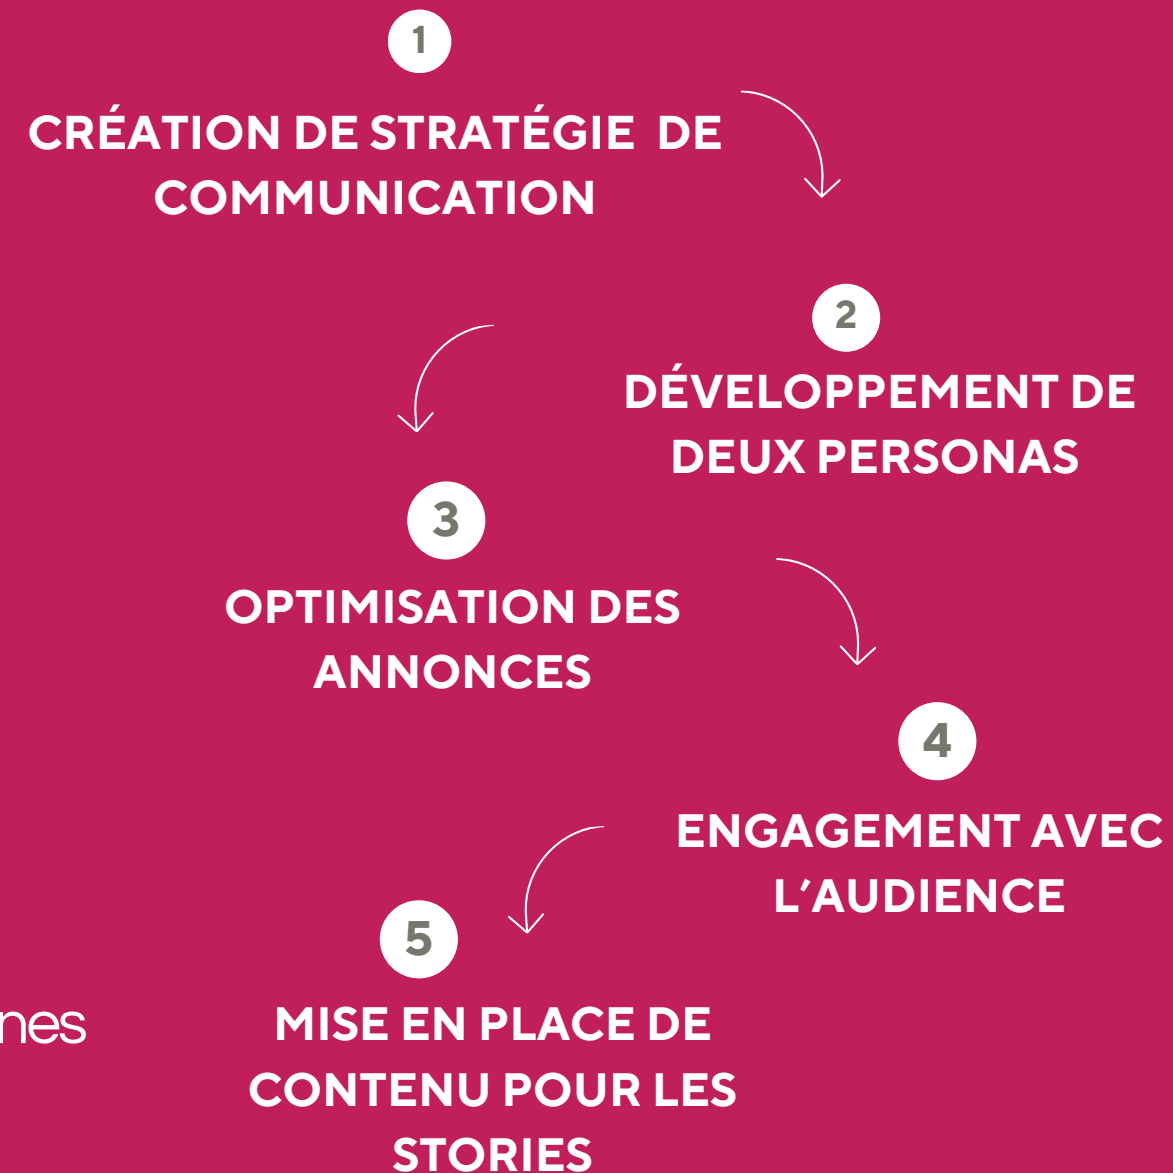 1
CRÉATION DE STRATÉGIE DE
COMMUNICATION
2
DÉVELOPPEMENT DE
DEUX PERSONAS
3
OPTIMISATION DES
ANNONCES
4
ENGAGEMENT AVEC
L'AUDIENCE
5
MISE EN PLACE DE
CONTENU POUR LES
STORIES